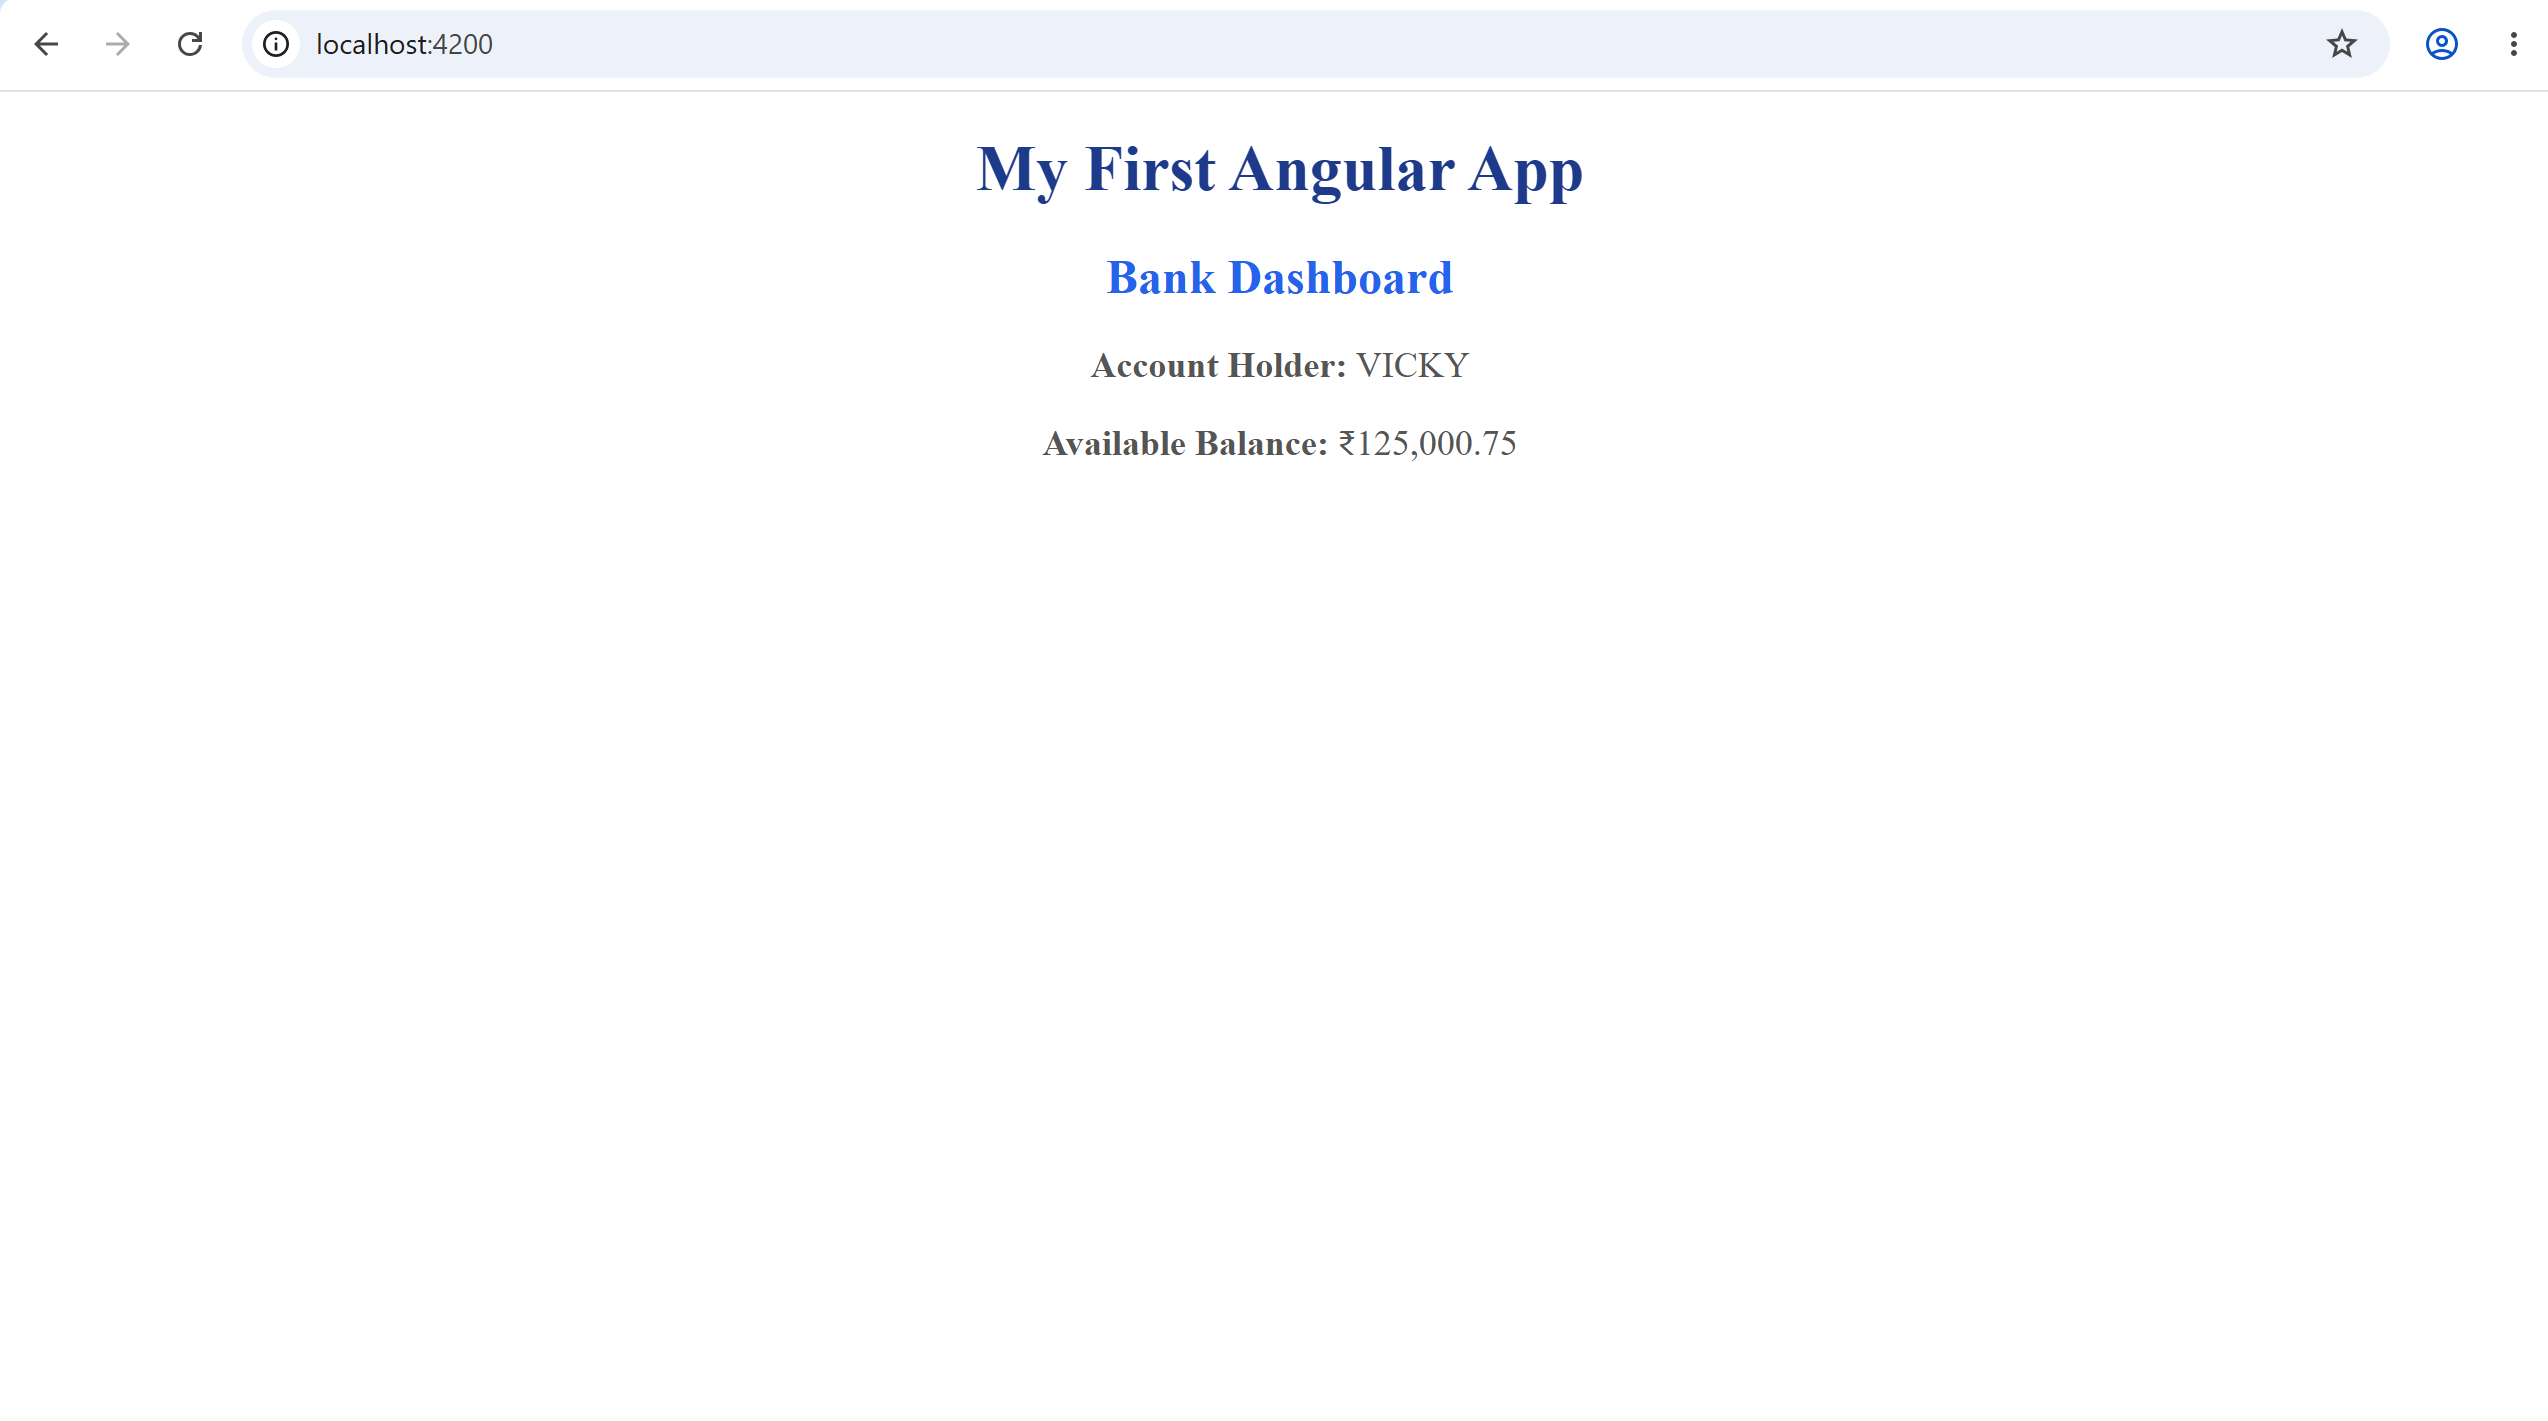 localhost:4200
My First Angular App
Bank Dashboard
Account Holder: VICKY
Available Balance: ₹125,000.75